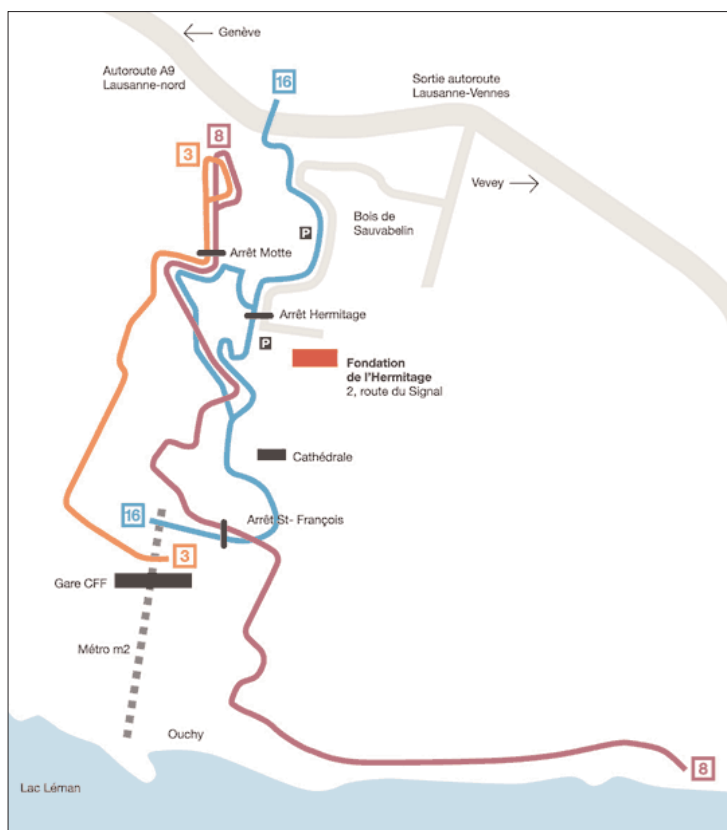 ← Genève
Autoroute A9
Lausanne-nord
16
Sortie autoroute
Lausanne-Vennes
8
3
Vevey →
Bois de
Sauvabelin
P
Arrêt Motte
Arrêt Hermitage
P
Fondation
de l'Hermitage
2, route du Signal
Cathédrale
16
Arrêt St- François
3
Gare CFF
Métro m2
Ouchy
8
Lac Léman